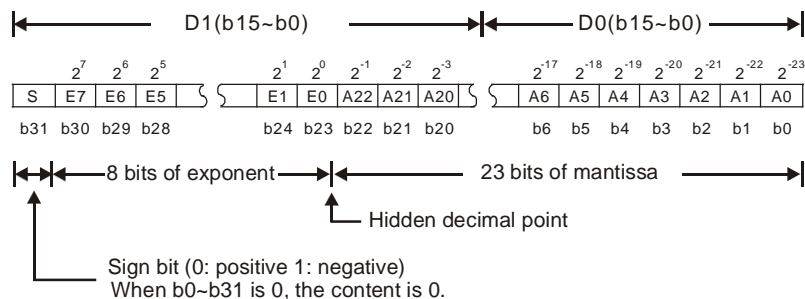 D1(b15~b0) D0(b15~b0)
2^7 2^6 2^5 2^1 2^0 2^-1 2^-2 2^-3 2^-17 2^-18 2^-19 2^-20 2^-21 2^-22 2^-23
S E7 E6 E5 E1 E0 A22 A21 A20 A6 A5 A4 A3 A2 A1 A0
b31 b30 b29 b28 b24 b23 b22 b21 b20 b6 b5 b4 b3 b2 b1 b0
8 bits of exponent 23 bits of mantissa
Hidden decimal point
Sign bit (0: positive 1: negative)
When b0~b31 is 0, the content is 0.